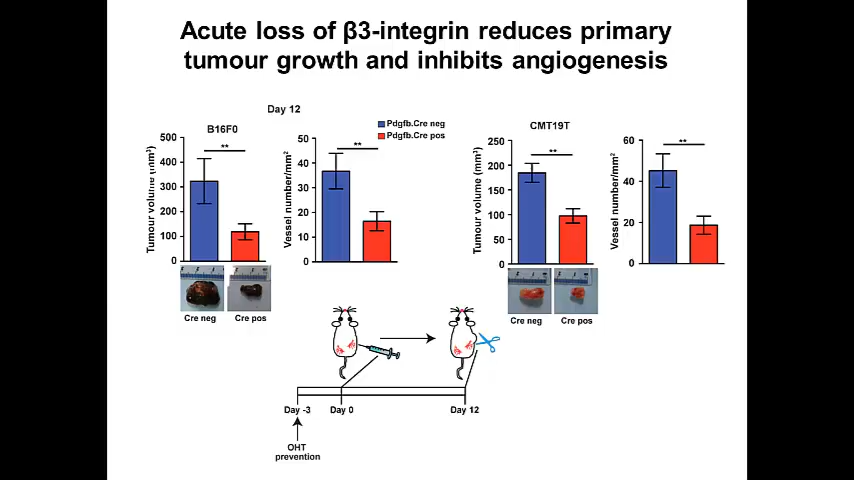 Acute loss of β3-integrin reduces primary
tumour growth and inhibits angiogenesis
Day 12
B16F0
Pdgfb.Cre neg
Pdgfb.Cre pos
CMT19T
Tumour volume (mm³)
500
400
300
200
100
0
**
Vessel number/mm²
50
40
30
20
10
0
**
Tumour volume (mm³)
250
200
150
100
50
0
**
Vessel number/mm²
60
40
20
0
**
Cre neg
Cre pos
Cre neg
Cre pos
Day -3
Day 0
Day 12
OHT
prevention